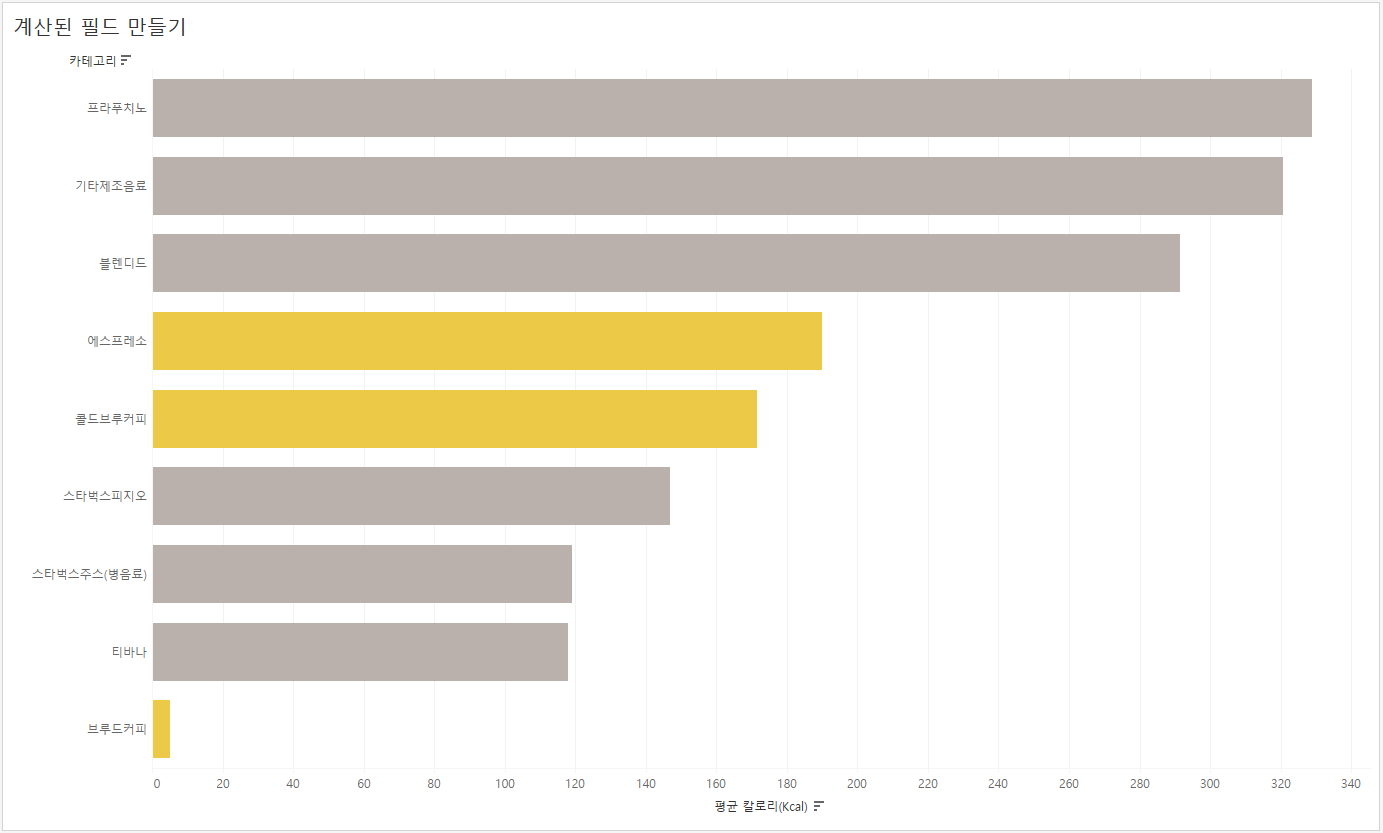 계산된 필드 만들기
카테고리
프라푸치노
기타제조음료
블렌디드
에스프레소
콜드브루커피
스타벅스피지오
스타벅스주스(병음료)
티바나
브루드커피
0 20 40 60 80 100 120 140 160 180 200 220 240 260 280 300 320 340
평균 칼로리(Kcal)